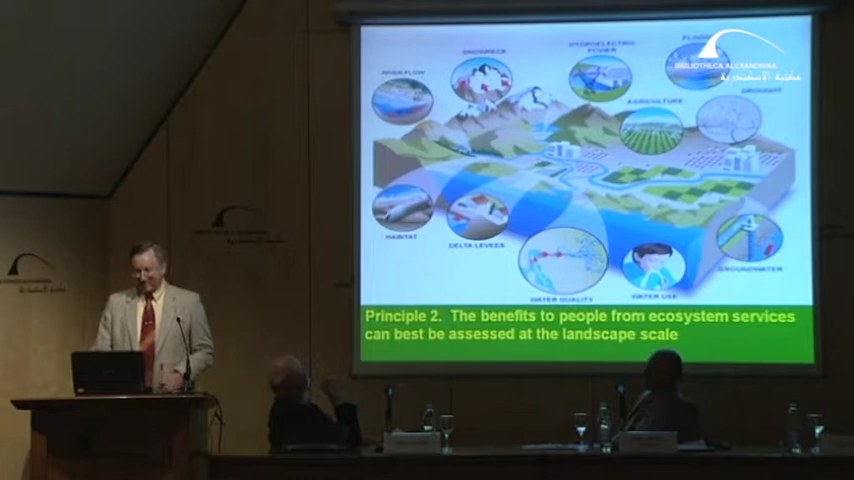 BIBLIOTHECA ALEXANDRINA
مكتبة الإسكندرية
HYDROELECTRIC
POWER
SNOWPACK
RIVER FLOW
DROUGHT
AGRICULTURE
HABITAT
DELTA LEVEES
GROUNDWATER
WATER QUALITY
WATER USE
Principle 2. The benefits to people from ecosystem services
can best be assessed at the landscape scale